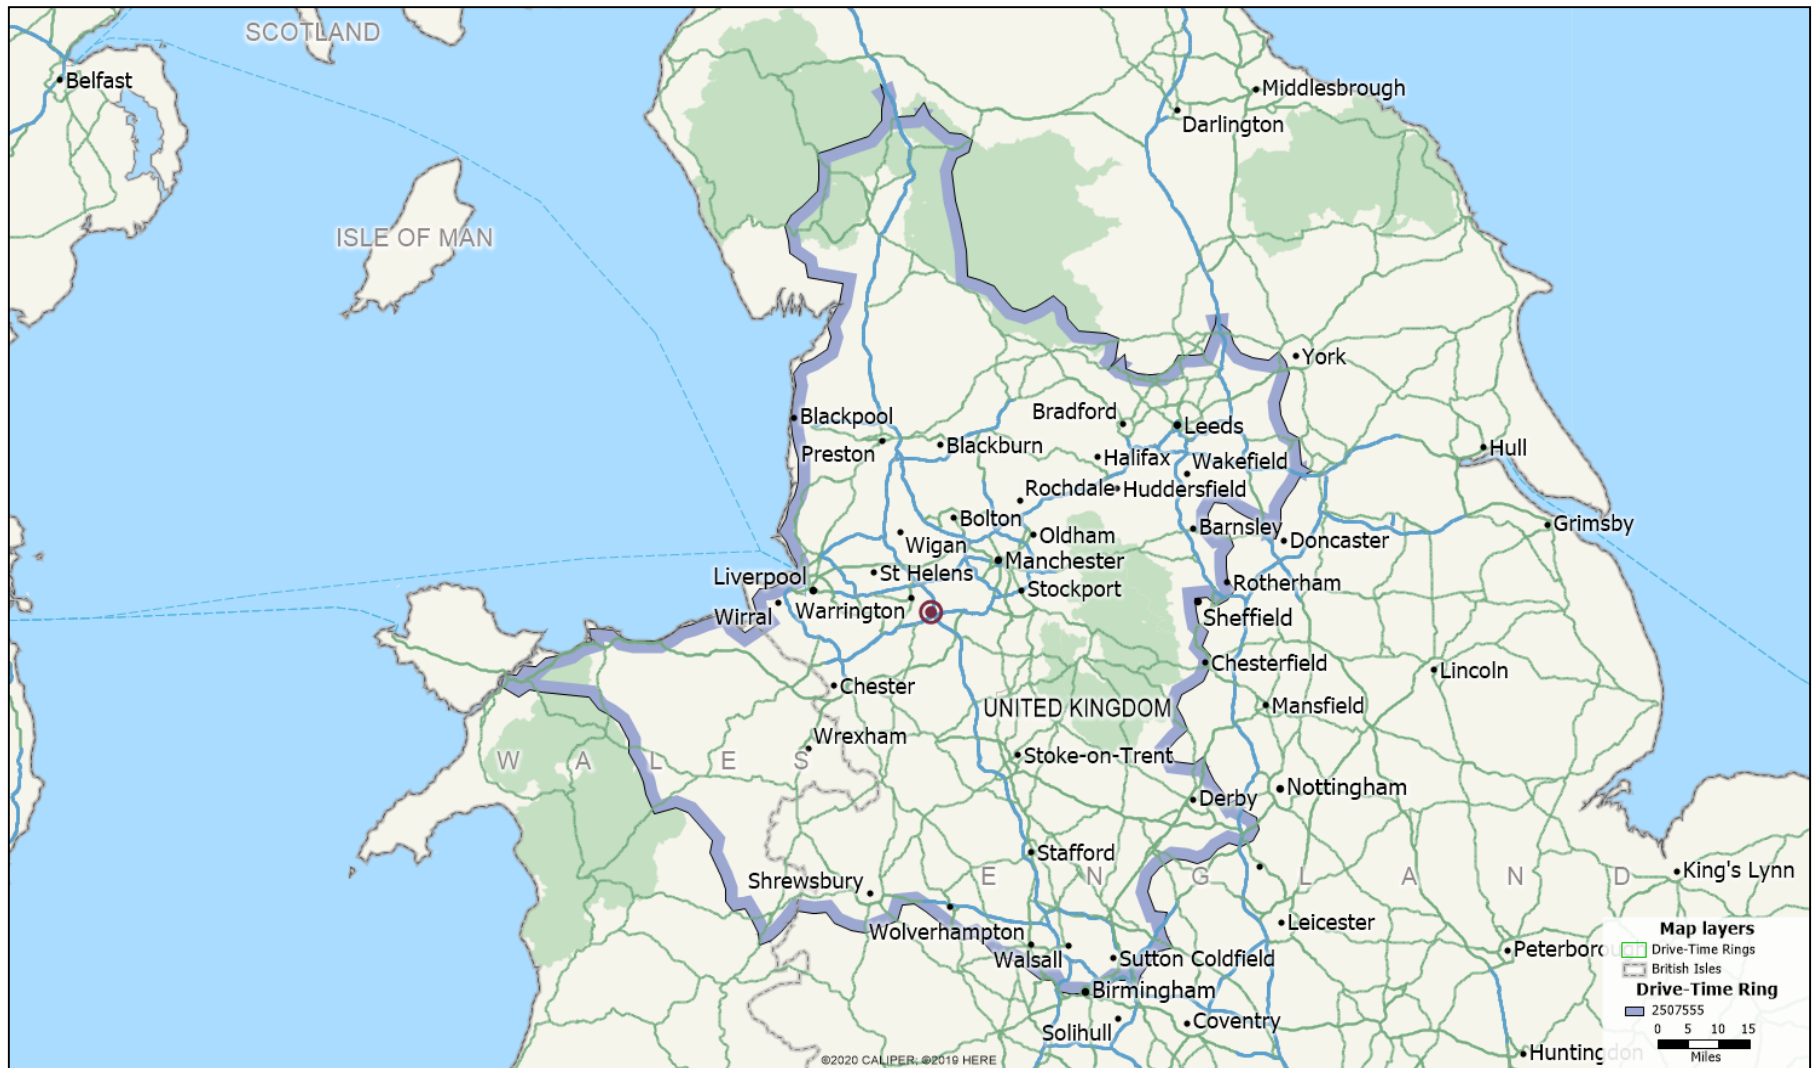 SCOTLAND
Belfast
Middlesbrough
Darlington
ISLE OF MAN
York
Blackpool
Bradford
Leeds
Preston
Blackburn
Halifax
Wakefield
Hull
Rochdale
Huddersfield
Bolton
Barnsley
Grimsby
Oldham
Doncaster
Wigan
Manchester
Liverpool
St Helens
Rotherham
Stockport
Wirral
Warrington
Sheffield
Chesterfield
Lincoln
Chester
UNITED KINGDOM
Mansfield
Wrexham
W A L E S
Stoke-on-Trent
Nottingham
Derby
Stafford
E N G L A N D
King's Lynn
Shrewsbury
Leicester
Wolverhampton
Peterborough
Walsall
Sutton Coldfield
Birmingham
Solihull
Coventry
Huntingdon
Map layers
Drive-Time Rings
British Isles
Drive-Time Ring
2507555
0 5 10 15
Miles
©2020 CALIPER; ©2019 HERE